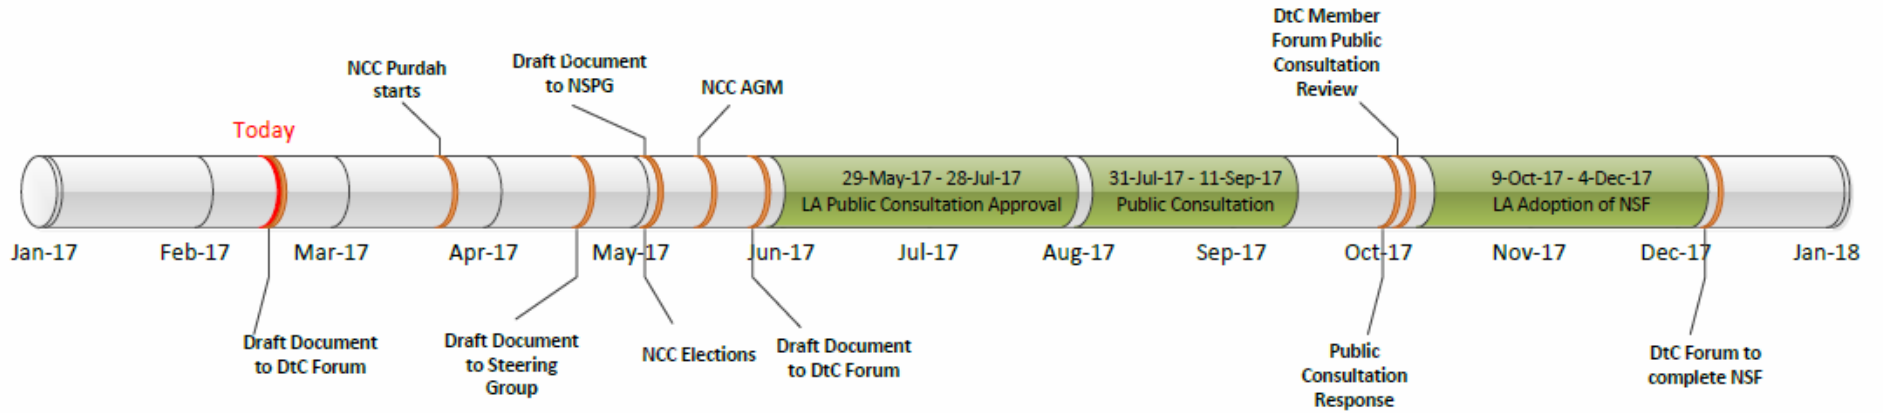 DtC Member
Forum Public
Consultation
Review
Draft Document
to NSPG
NCC Purdah
starts
NCC AGM
Today
29-May-17 - 28-Jul-17
LA Public Consultation Approval
31-Jul-17 - 11-Sep-17
Public Consultation
9-Oct-17 - 4-Dec-17
LA Adoption of NSF
Jan-17
Feb-17
Mar-17
Apr-17
May-17
Jun-17
Jul-17
Aug-17
Sep-17
Oct-17
Nov-17
Dec-17
Jan-18
Draft Document
to DtC Forum
Draft Document
to Steering
Group
NCC Elections
Draft Document
to DtC Forum
Public
Consultation
Response
DtC Forum to
complete NSF